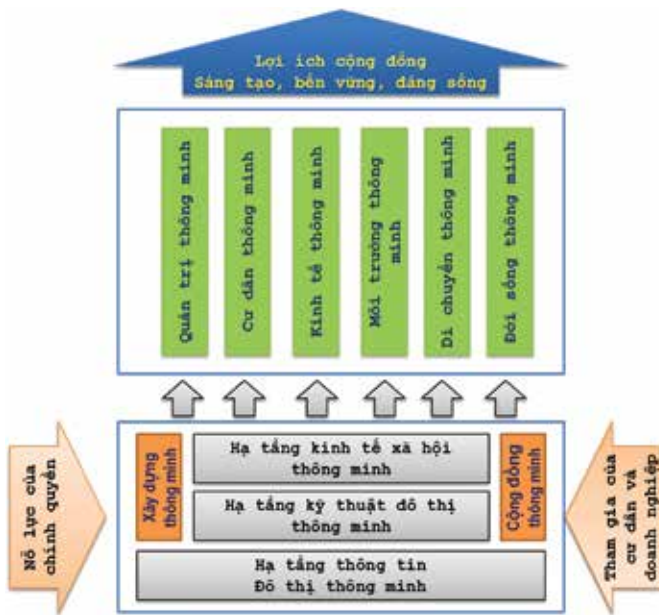 Lợi ích cộng đồng
Sáng tạo, bền vững, đáng sống
Quản trị thông minh
Cư dân thông minh
Kinh tế thông minh
Môi trường thông
minh
Di chuyển thông minh
Đời sống thông minh
Nỗ lực của
chính quyền
Xây dựng
thông minh
Hạ tầng kinh tế xã hội
thông minh
Hạ tầng kỹ thuật đô thị
thông minh
Cộng đồng
thông minh
Hạ tầng thông tin
Đô thị thông minh
Tham gia của
cư dân và
doanh nghiệp